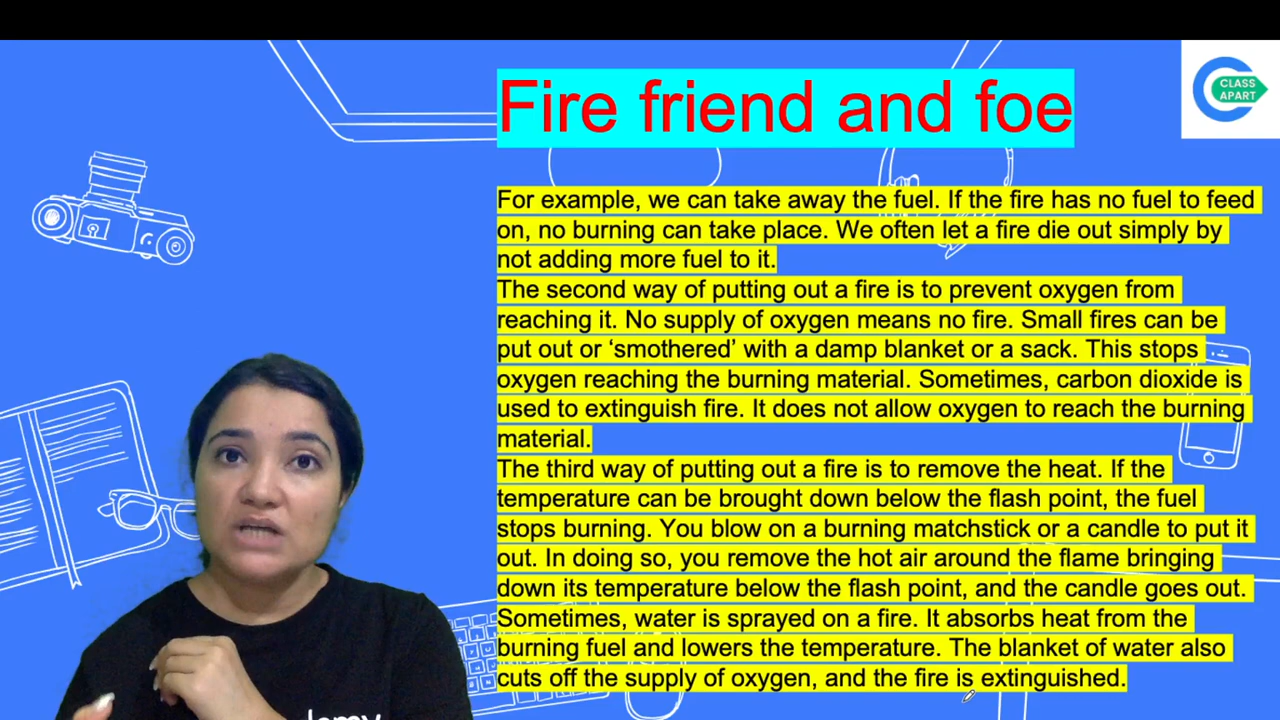 CLASS
APART
Fire friend and foe
For example, we can take away the fuel. If the fire has no fuel to feed
on, no burning can take place. We often let a fire die out simply by
not adding more fuel to it.
The second way of putting out a fire is to prevent oxygen from
reaching it. No supply of oxygen means no fire. Small fires can be
put out or ‘smothered’ with a damp blanket or a sack. This stops
oxygen reaching the burning material. Sometimes, carbon dioxide is
used to extinguish fire. It does not allow oxygen to reach the burning
material.
The third way of putting out a fire is to remove the heat. If the
temperature can be brought down below the flash point, the fuel
stops burning. You blow on a burning matchstick or a candle to put it
out. In doing so, you remove the hot air around the flame bringing
down its temperature below the flash point, and the candle goes out.
Sometimes, water is sprayed on a fire. It absorbs heat from the
burning fuel and lowers the temperature. The blanket of water also
cuts off the supply of oxygen, and the fire is extinguished.